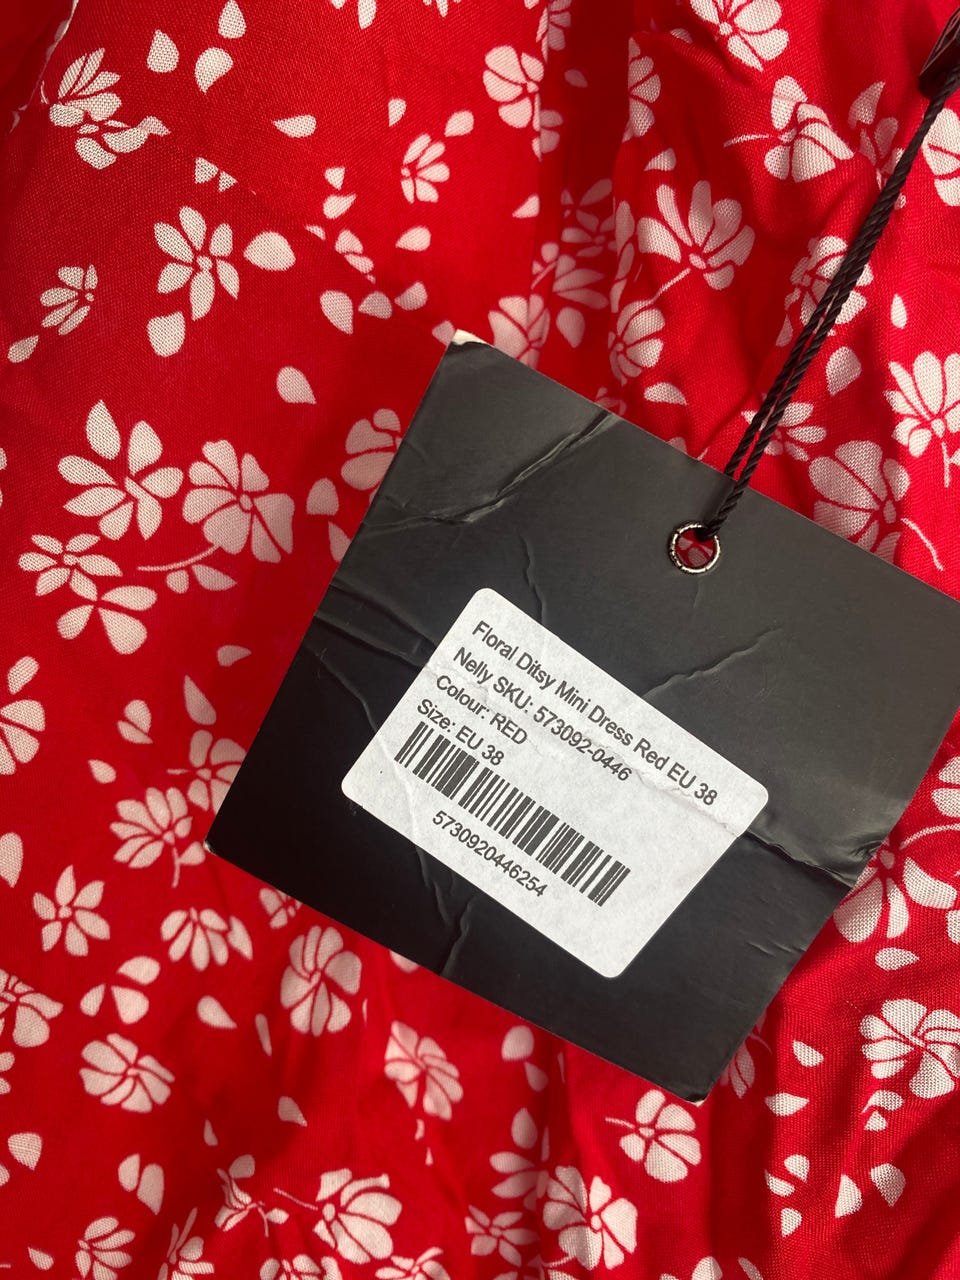 Floral Ditsy Mini Dress Red EU 38
Nelly SKU: 573092-0446
Colour: RED
Size: EU 38
5730920446254